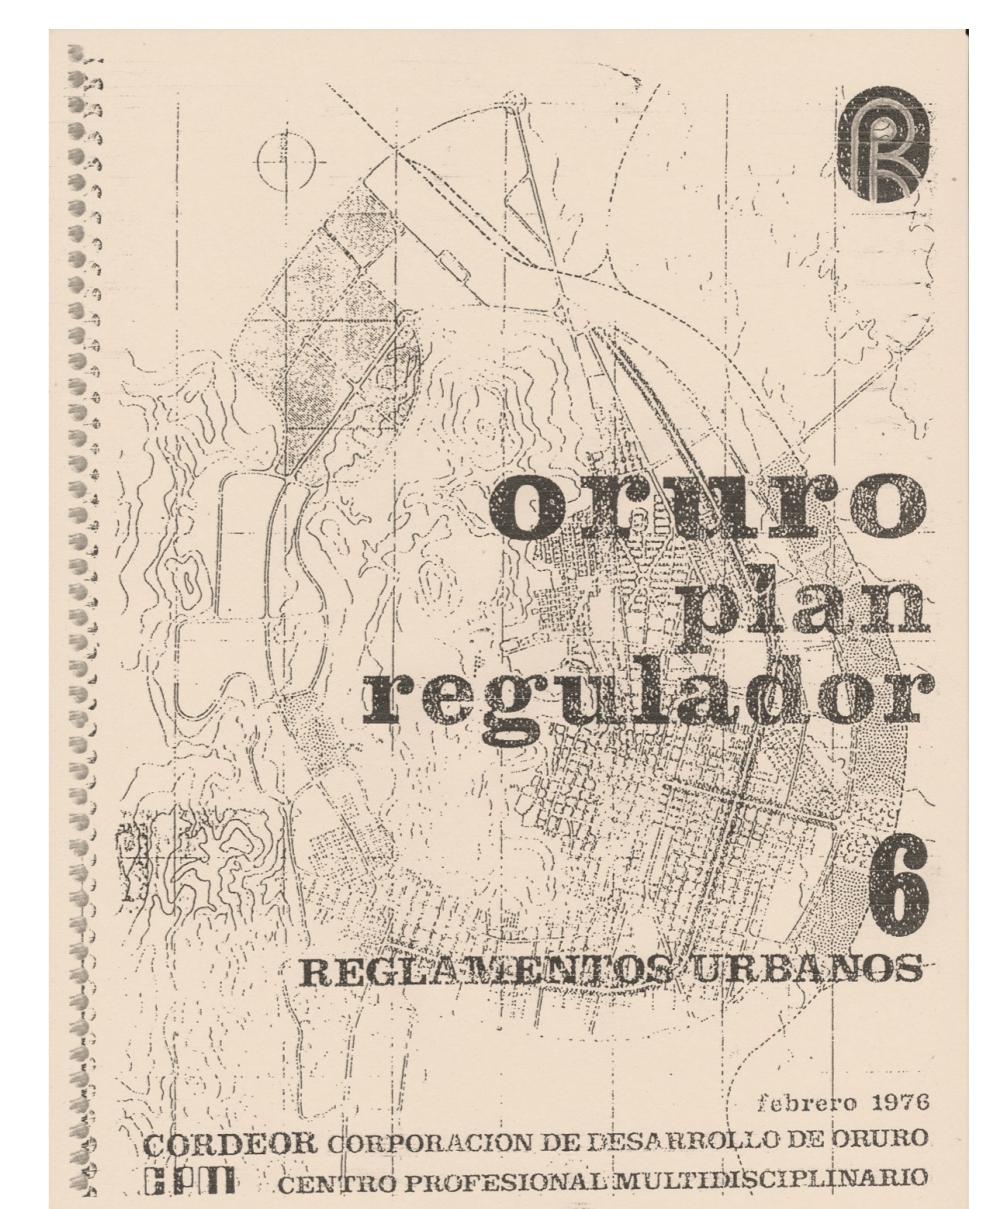 oruro
plan
regulador
6
REGLAMENTOS URBANOS
febrero 1976
CORDEOR CORPORACION DE DESARROLLO DE ORURO
CPM CENTRO PROFESIONAL MULTIDISCIPLINARIO